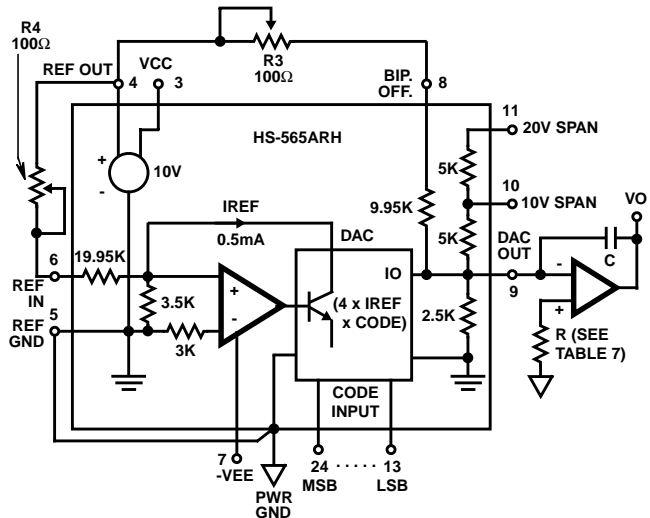 R4
100Ω
R3
100Ω
REF OUT
VCC
4
3
BIP.
OFF.
8
HS-565ARH
11
20V SPAN
5K
+
-
10V
10
10V SPAN
9.95K
5K
IREF
0.5mA
DAC
DAC
OUT
VO
6
19.95K
REF
IN
IO
9
C
-
+
3.5K
+
-
(4 x IREF
x CODE)
2.5K
R (SEE
TABLE 7)
5
REF
GND
3K
CODE
INPUT
7
-VEE
PWR
GND
24 ..... 13
MSB LSB